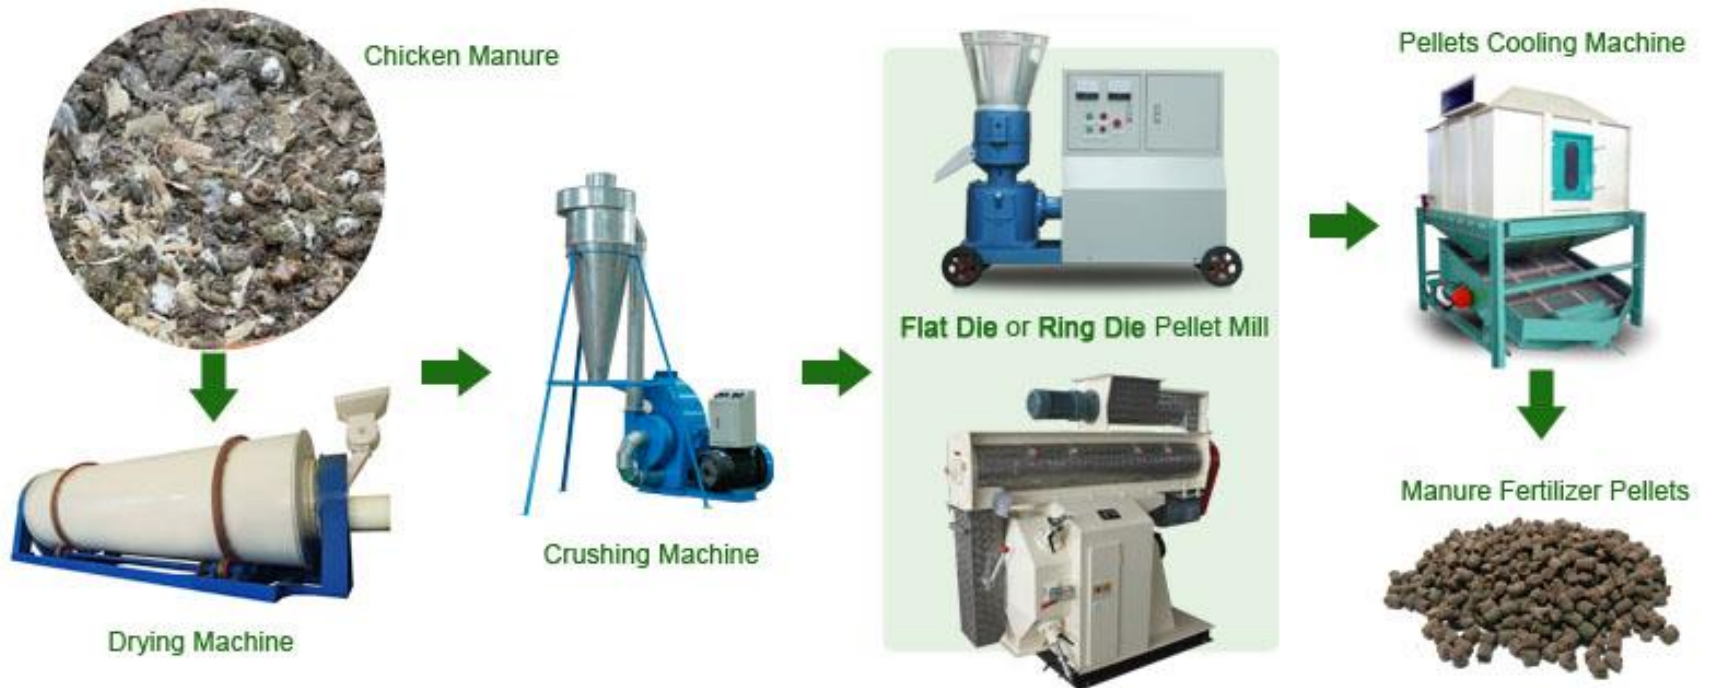 Chicken Manure
Drying Machine
Crushing Machine
Flat Die or Ring Die Pellet Mill
Pellets Cooling Machine
Manure Fertilizer Pellets